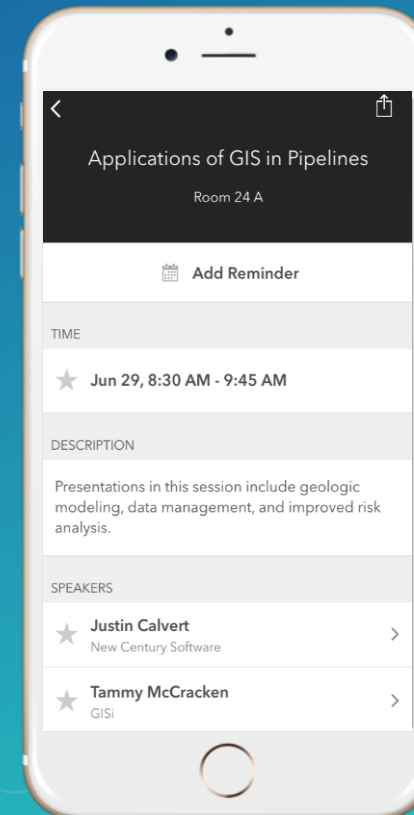 Applications of GIS in Pipelines
Room 24 A
Add Reminder
TIME
Jun 29, 8:30 AM - 9:45 AM
DESCRIPTION
Presentations in this session include geologic
modeling, data management, and improved risk
analysis.
SPEAKERS
Justin Calvert
New Century Software
Tammy McCracken
GISi